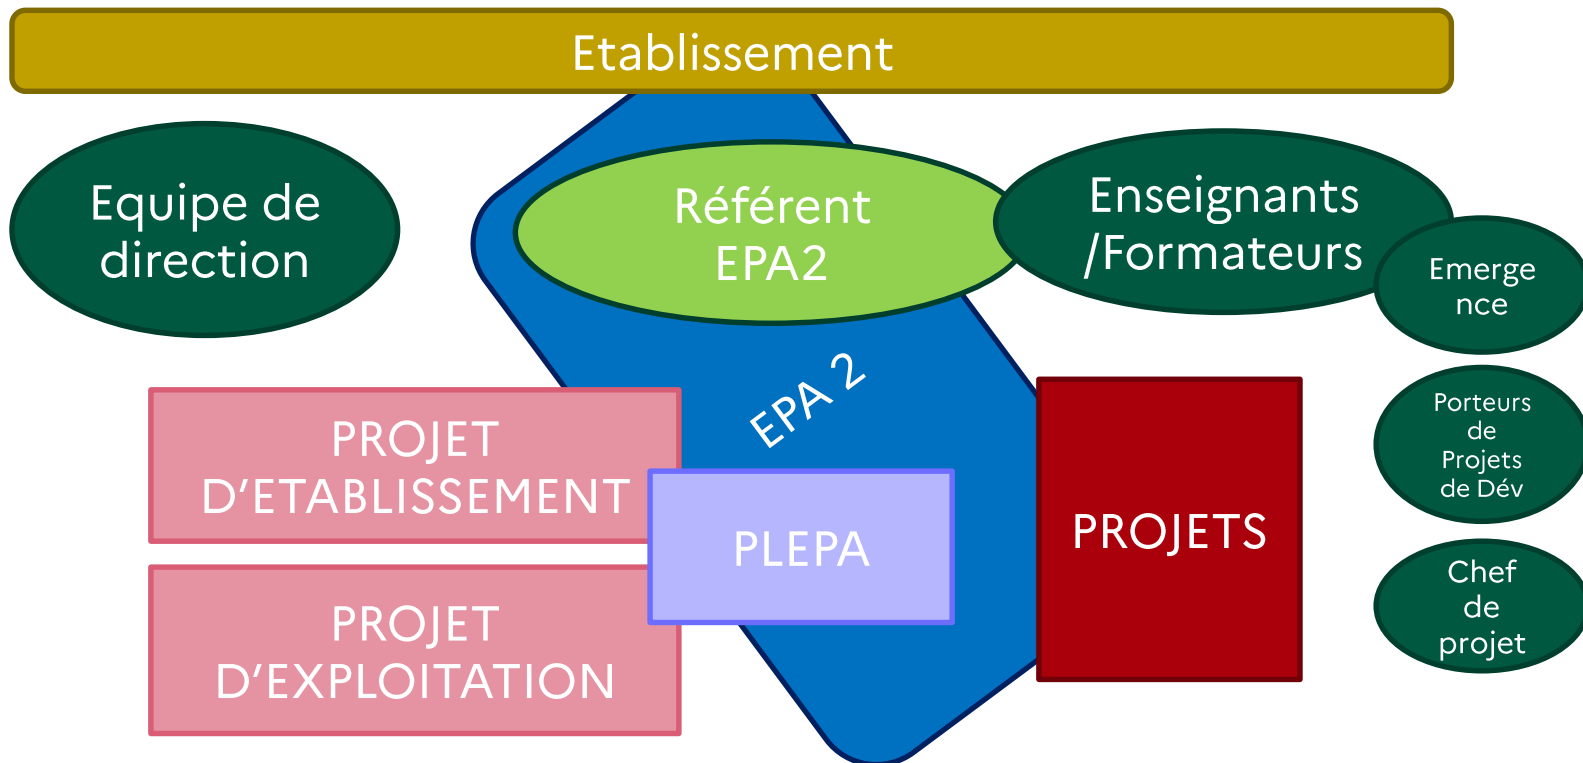 Etablissement
Equipe de
direction
Référent
EPA2
Enseignants
/Formateurs
Emerge
nce
EPA 2
PROJET
D’ETABLISSEMENT
PLEPA
PROJETS
Porteurs
de
Projets
de Dév
PROJET
D’EXPLOITATION
Chef
de
projet